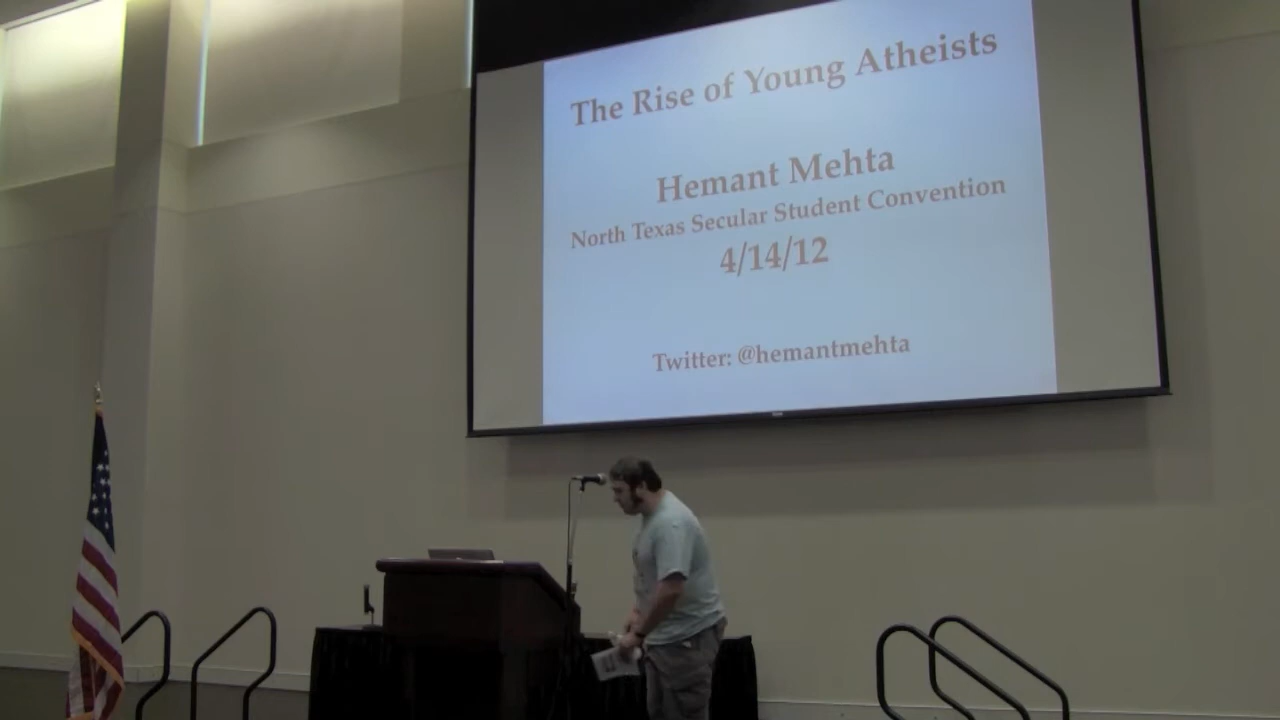 The Rise of Young Atheists
Hemant Mehta
North Texas Secular Student Convention
4/14/12
Twitter: @hemantmehta